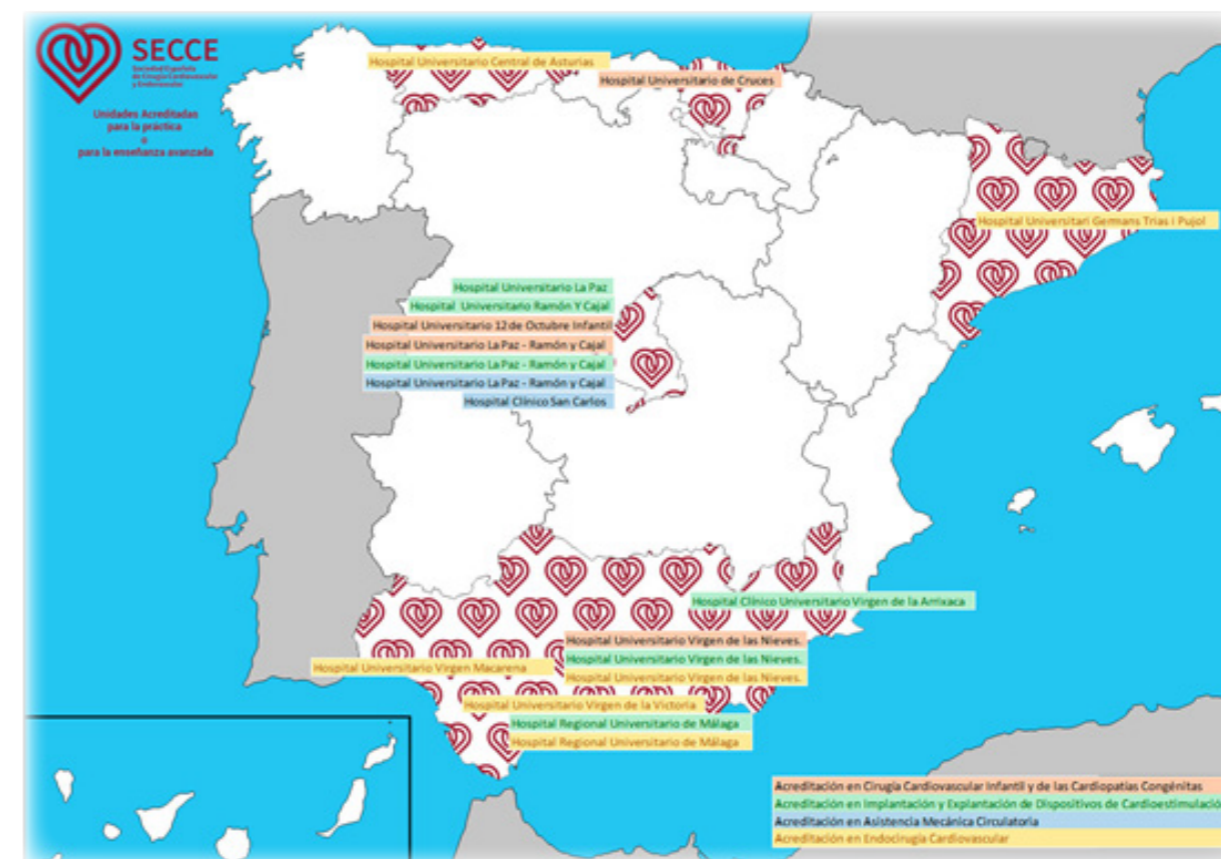 SECCE
Sociedad Española
de Cirugía Cardiovascular
y Endovascular
Unidades Acreditadas
para la práctica
o
para la enseñanza avanzada
Hospital Universitario Central de Asturias
Hospital Universitario de Cruces
Hospital Universitari Germans Trias i Pujol
Hospital Universitario La Paz
Hospital Universitario Ramón Y Cajal
Hospital Universitario 12 de Octubre Infantil
Hospital Universitario La Paz - Ramón y Cajal
Hospital Universitario La Paz - Ramón y Cajal
Hospital Universitario La Paz - Ramón y Cajal
Hospital Clínico San Carlos
Hospital Clínico Universitario Virgen de la Arrixaca
Hospital Universitario Virgen de las Nieves.
Hospital Universitario Virgen de las Nieves.
Hospital Universitario Virgen Macarena
Hospital Universitario Virgen de las Nieves.
Hospital Universitario Virgen de la Victoria
Hospital Regional Universitario de Málaga
Hospital Regional Universitario de Málaga
Acreditación en Cirugía Cardiovascular Infantil y de las Cardiopatías Congénitas
Acreditación en Implantación y Explantación de Dispositivos de Cardioestimulació
Acreditación en Asistencia Mecánica Circulatoria
Acreditación en Endocirugía Cardiovascular